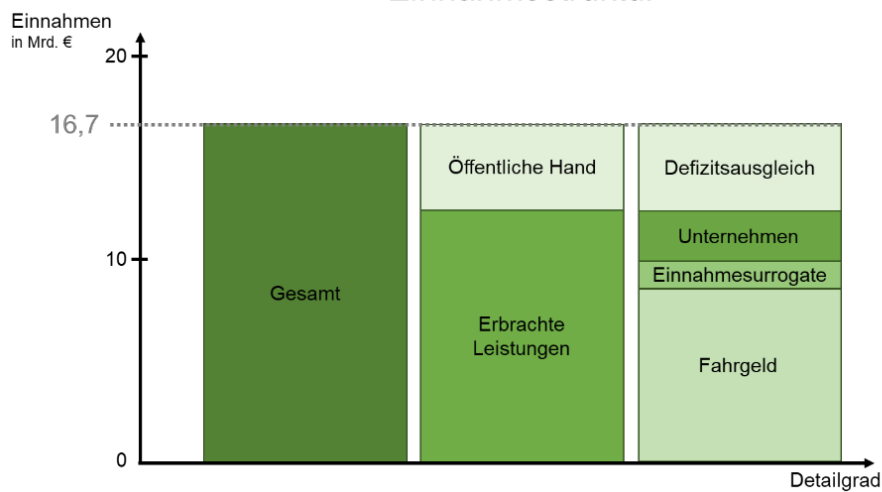 Einnahmen
in Mrd. €
20
16,7
10
0
Gesamt
Öffentliche Hand
Erbrachte
Leistungen
Defizitsausgleich
Unternehmen
Einnahmesurrogate
Fahrgeld
Detailgrad